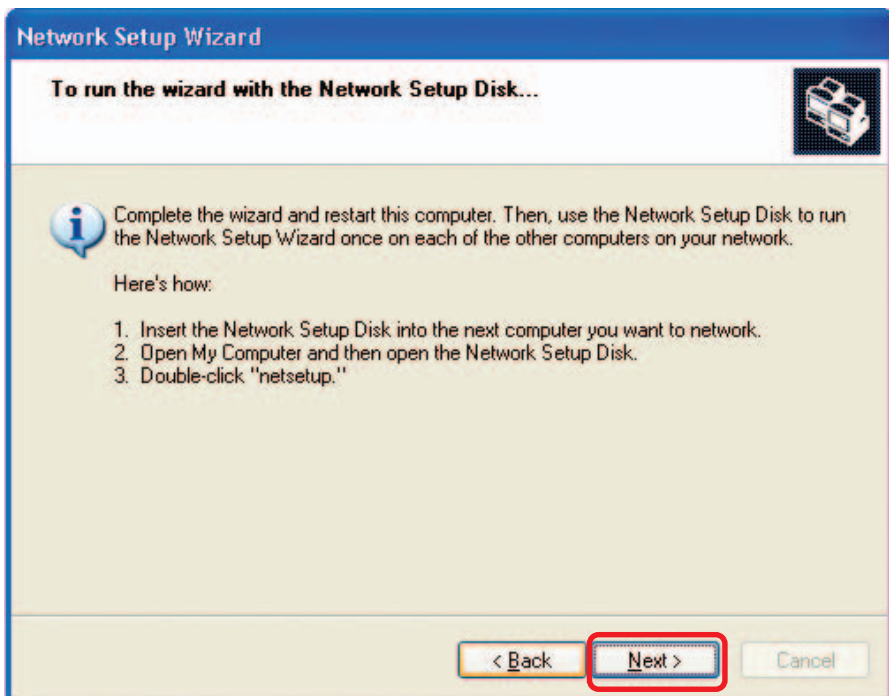 Network Setup Wizard
To run the wizard with the Network Setup Disk...
Complete the wizard and restart this computer. Then, use the Network Setup Disk to run
the Network Setup Wizard once on each of the other computers on your network.
Here's how:
1. Insert the Network Setup Disk into the next computer you want to network.
2. Open My Computer and then open the Network Setup Disk.
3. Double-click "netsetup."
< Back
Next >
Cancel